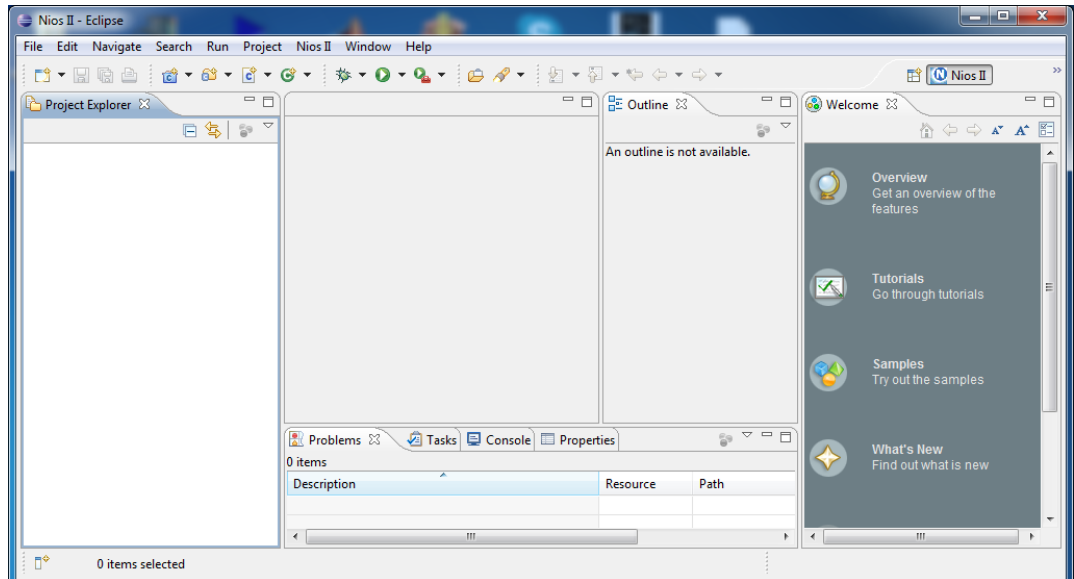 Nios II - Eclipse
File Edit Navigate Search Run Project Nios II Window Help
Nios II
Project Explorer
Outline
Welcome
An outline is not available.
Overview
Get an overview of the
features
Tutorials
Go through tutorials
Samples
Try out the samples
What's New
Find out what is new
Problems Tasks Console Properties
0 items
Description Resource Path
0 items selected